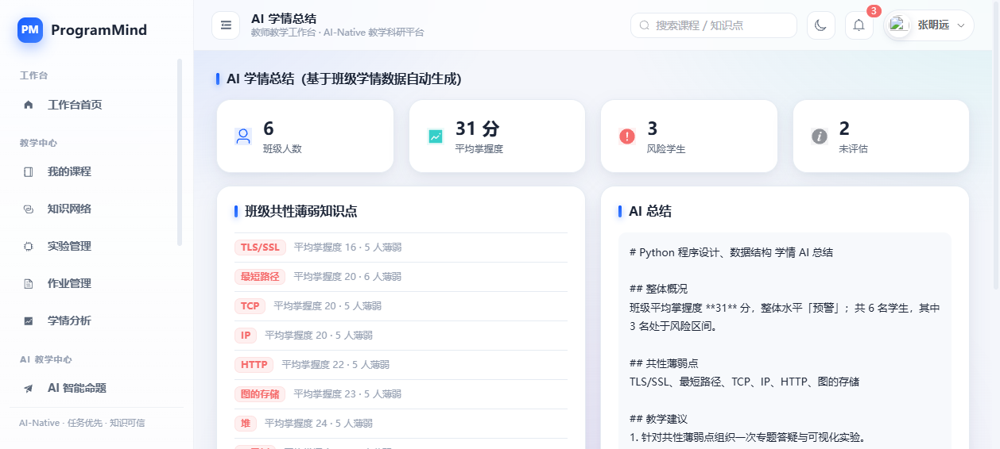 PM ProgramMind
工作台
工作台首页
教学中心
我的课程
知识网络
实验管理
作业管理
学情分析
AI 教学中心
AI 智能命题
AI-Native · 任务优先 · 知识可信
AI 学情总结
教师教学工作台 · AI-Native 教学科研平台
搜索课程 / 知识点
3
张明远
AI 学情总结（基于班级学情数据自动生成）
6
班级人数
31 分
平均掌握度
3
风险学生
2
未评估
班级共性薄弱知识点
TLS/SSL 平均掌握度 16 · 5 人薄弱
最短路径 平均掌握度 20 · 6 人薄弱
TCP 平均掌握度 20 · 5 人薄弱
IP 平均掌握度 20 · 5 人薄弱
HTTP 平均掌握度 22 · 5 人薄弱
图的存储 平均掌握度 23 · 5 人薄弱
堆 平均掌握度 24 · 5 人薄弱
AI 总结
# Python 程序设计、数据结构 学情 AI 总结
## 整体概况
班级平均掌握度 **31** 分，整体水平「预警」；共 6 名学生，其中
3 名处于风险区间。
## 共性薄弱点
TLS/SSL、最短路径、TCP、IP、HTTP、图的存储
## 教学建议
1. 针对共性薄弱点组织一次专题答疑与可视化实验。